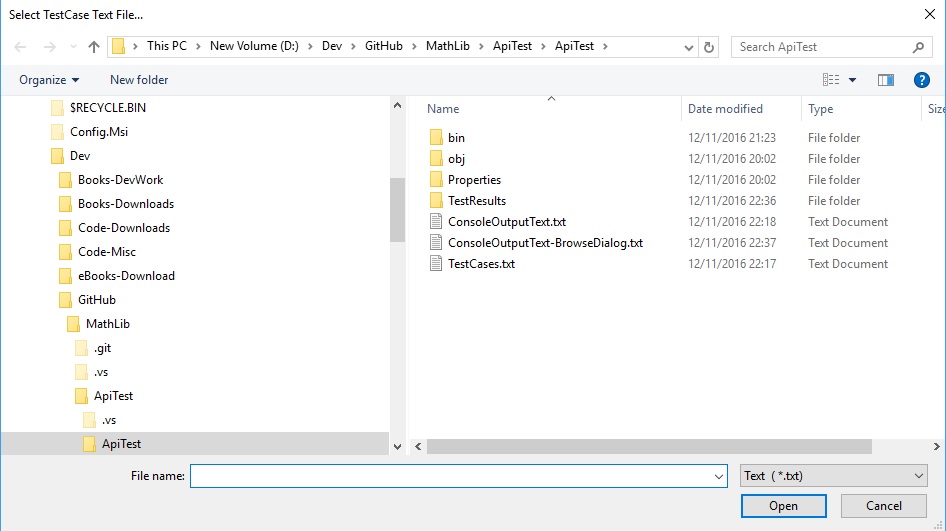 Select TestCase Text File...
This PC > New Volume (D:) > Dev > GitHub > MathLib > ApiTest > ApiTest >
Search ApiTest
Organize
New folder
$RECYCLE.BIN
Config.Msi
Dev
Books-DevWork
Books-Downloads
Code-Downloads
Code-Misc
eBooks-Download
GitHub
MathLib
.git
.vs
ApiTest
.vs
ApiTest
Name Date modified Type Size
bin 12/11/2016 21:23 File folder
obj 12/11/2016 20:02 File folder
Properties 12/11/2016 20:02 File folder
TestResults 12/11/2016 22:36 File folder
ConsoleOutputText.txt 12/11/2016 22:18 Text Document
ConsoleOutputText-BrowseDialog.txt 12/11/2016 22:37 Text Document
TestCases.txt 12/11/2016 22:17 Text Document
File name:
Text ( *.txt)
Open
Cancel